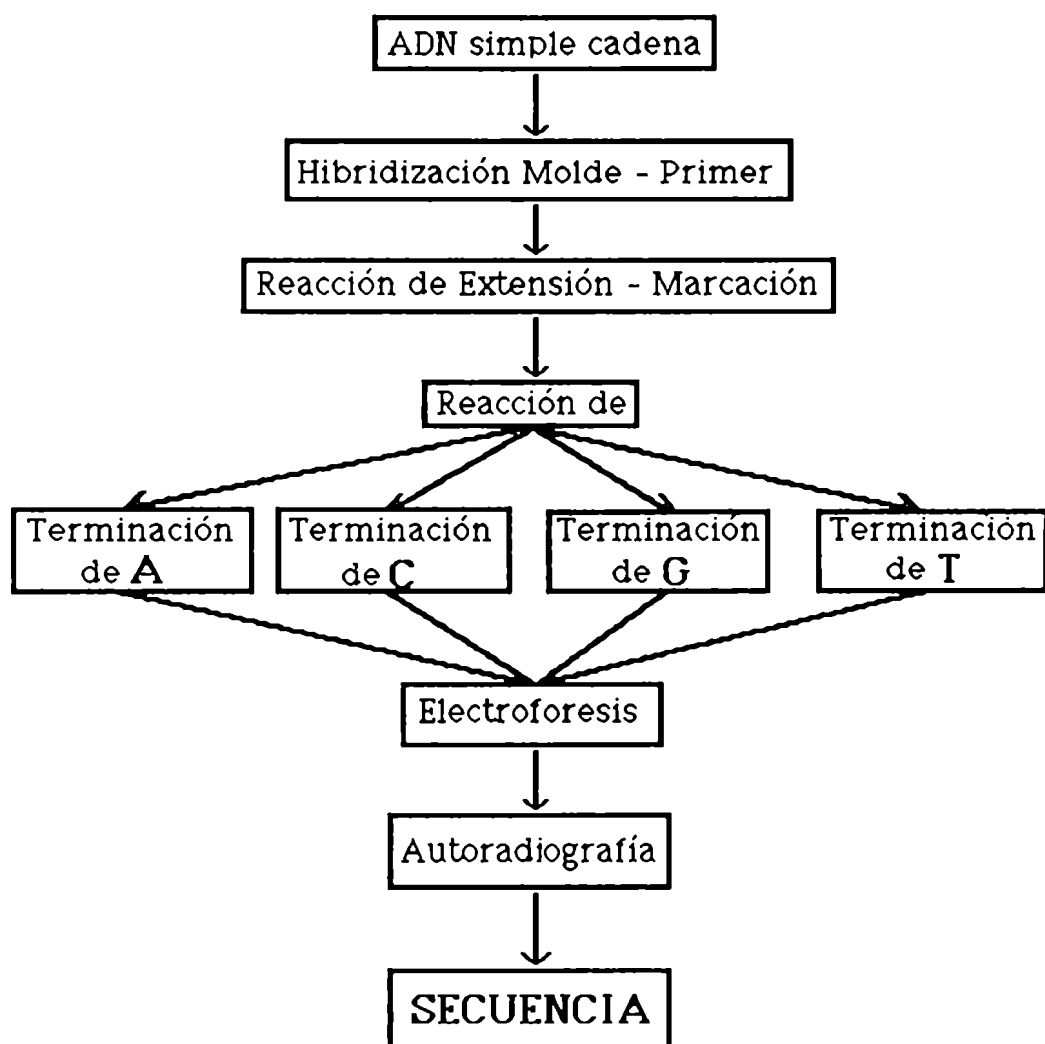 ADN simple cadena
Hibridización Molde - Primer
Reacción de Extensión - Marcación
Reacción de
Terminación
de A
Terminación
de C
Terminación
de G
Terminación
de T
Electroforesis
Autoradiografía
SECUENCIA